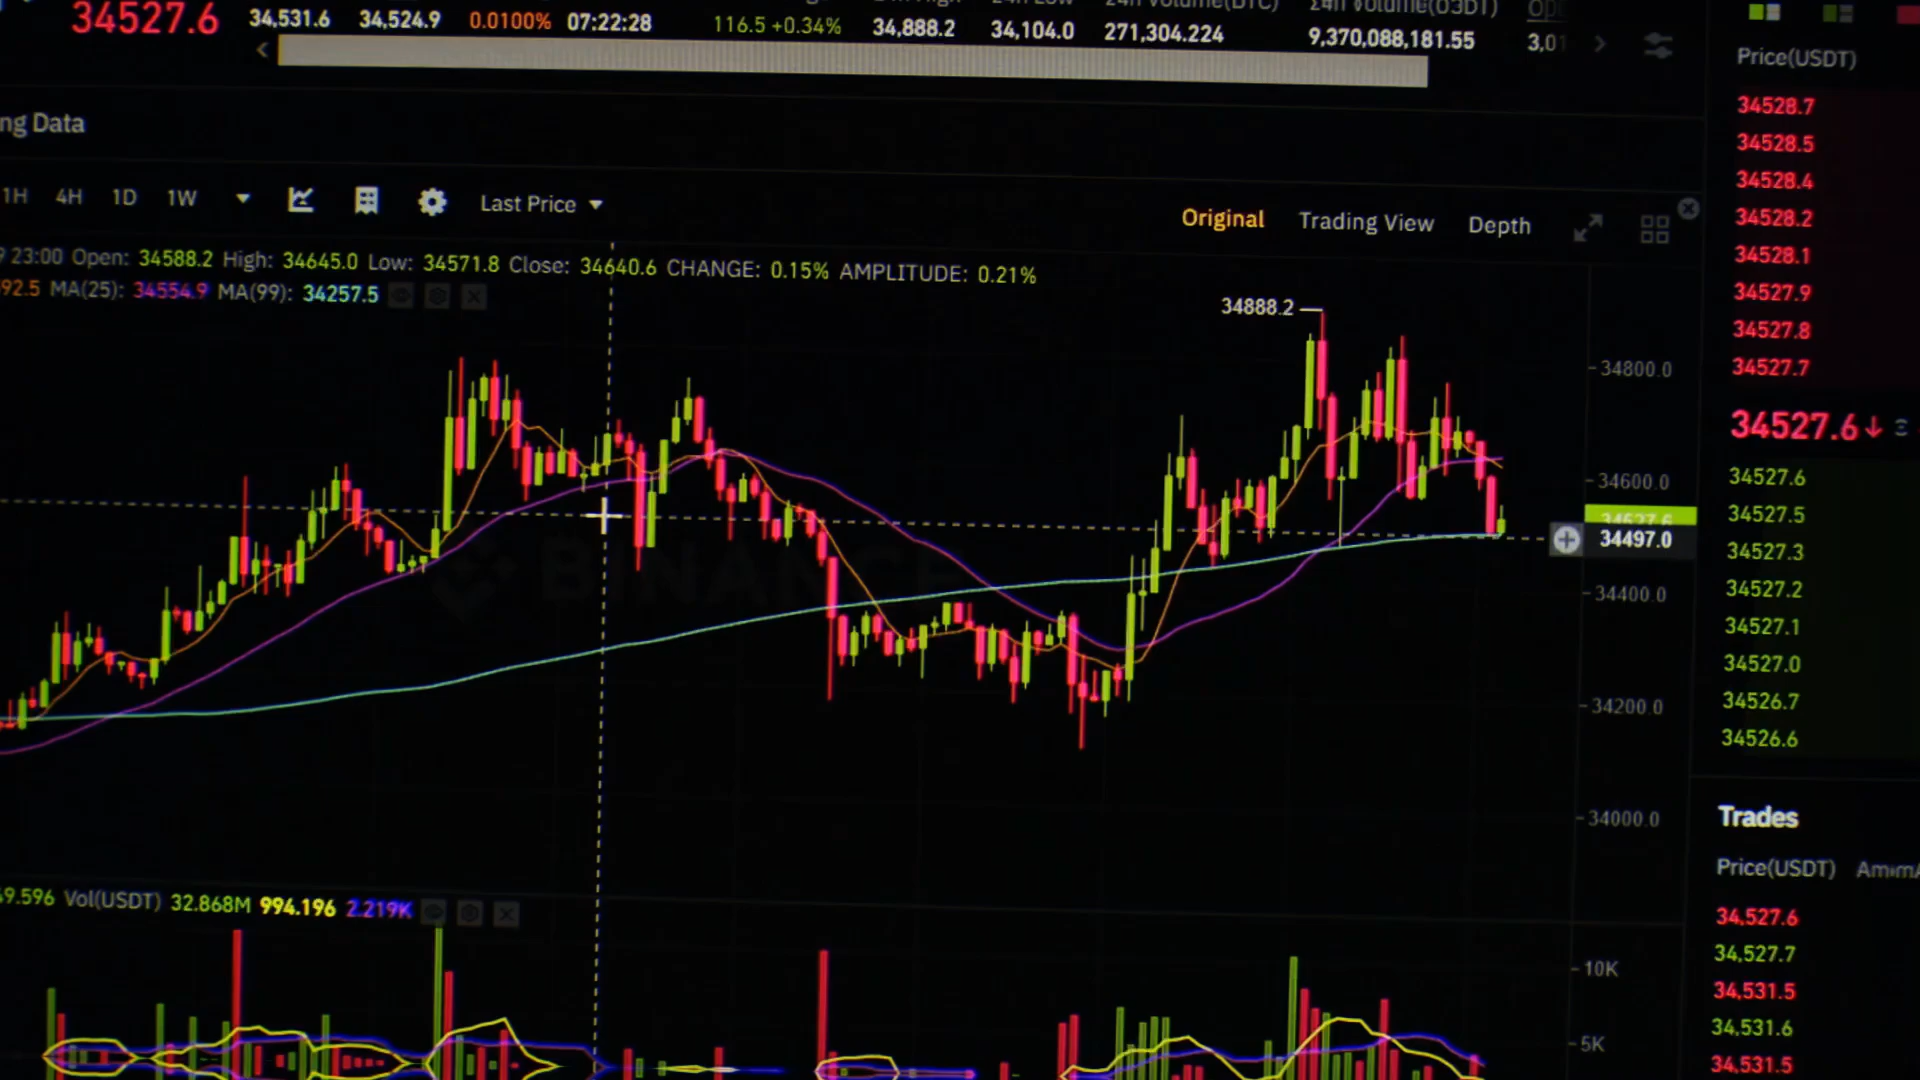 34527.6
34,531.6 34,524.9 0.0100% 07:22:28 116.5 +0.34% 34,888.2 34,104.0 271,304.224 9,370,088,181.55 3,01
ng Data
1H 4H 1D 1W Last Price
Original Trading View Depth
9 23:00 Open: 34588.2 High: 34645.0 Low: 34571.8 Close: 34640.6 CHANGE: 0.15% AMPLITUDE: 0.21%
92.5 MA(25): 34554.9 MA(99): 34257.5
34888.2
34800.0
34600.0
34527.6
34497.0
34400.0
34200.0
34000.0
BINANCE
9.596 Vol(USDT) 32.868M 994.196 2.219K
10K
5K
Price(USDT)
34528.7
34528.5
34528.4
34528.2
34528.1
34527.9
34527.8
34527.7
34527.6
34527.6
34527.5
34527.3
34527.2
34527.1
34527.0
34526.7
34526.6
Trades
Price(USDT)
34,527.6
34,527.7
34,531.5
34,531.6
34,531.5